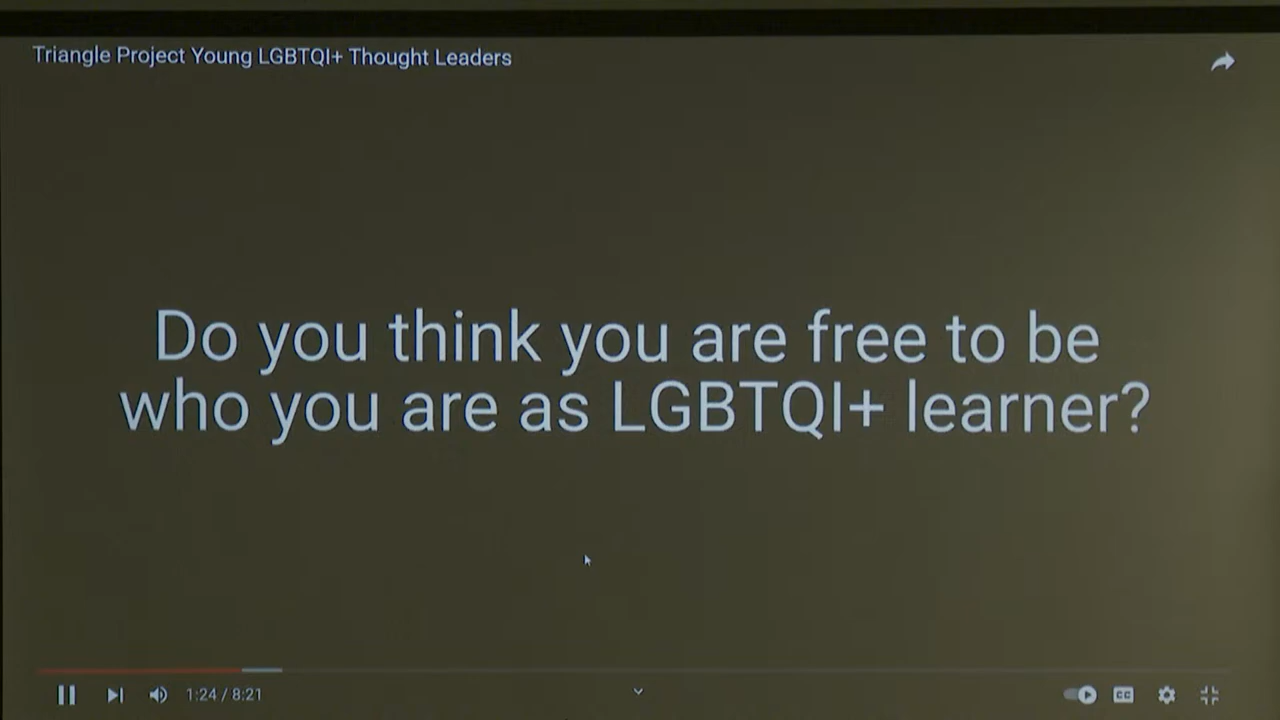 Triangle Project Young LGBTQI+ Thought Leaders
Do you think you are free to be
who you are as LGBTQI+ learner?
1:24 / 8:21
CC